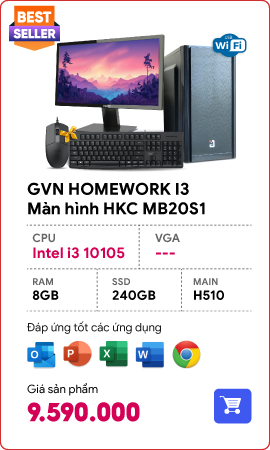 BEST
SELLER
USB
WiFi
GVN HOMEWORK I3
Màn hình HKC MB20S1
CPU
Intel i3 10105
VGA
---
RAM
8GB
SSD
240GB
MAIN
H510
Đáp ứng tốt các ứng dụng
Giá sản phẩm
9.590.000